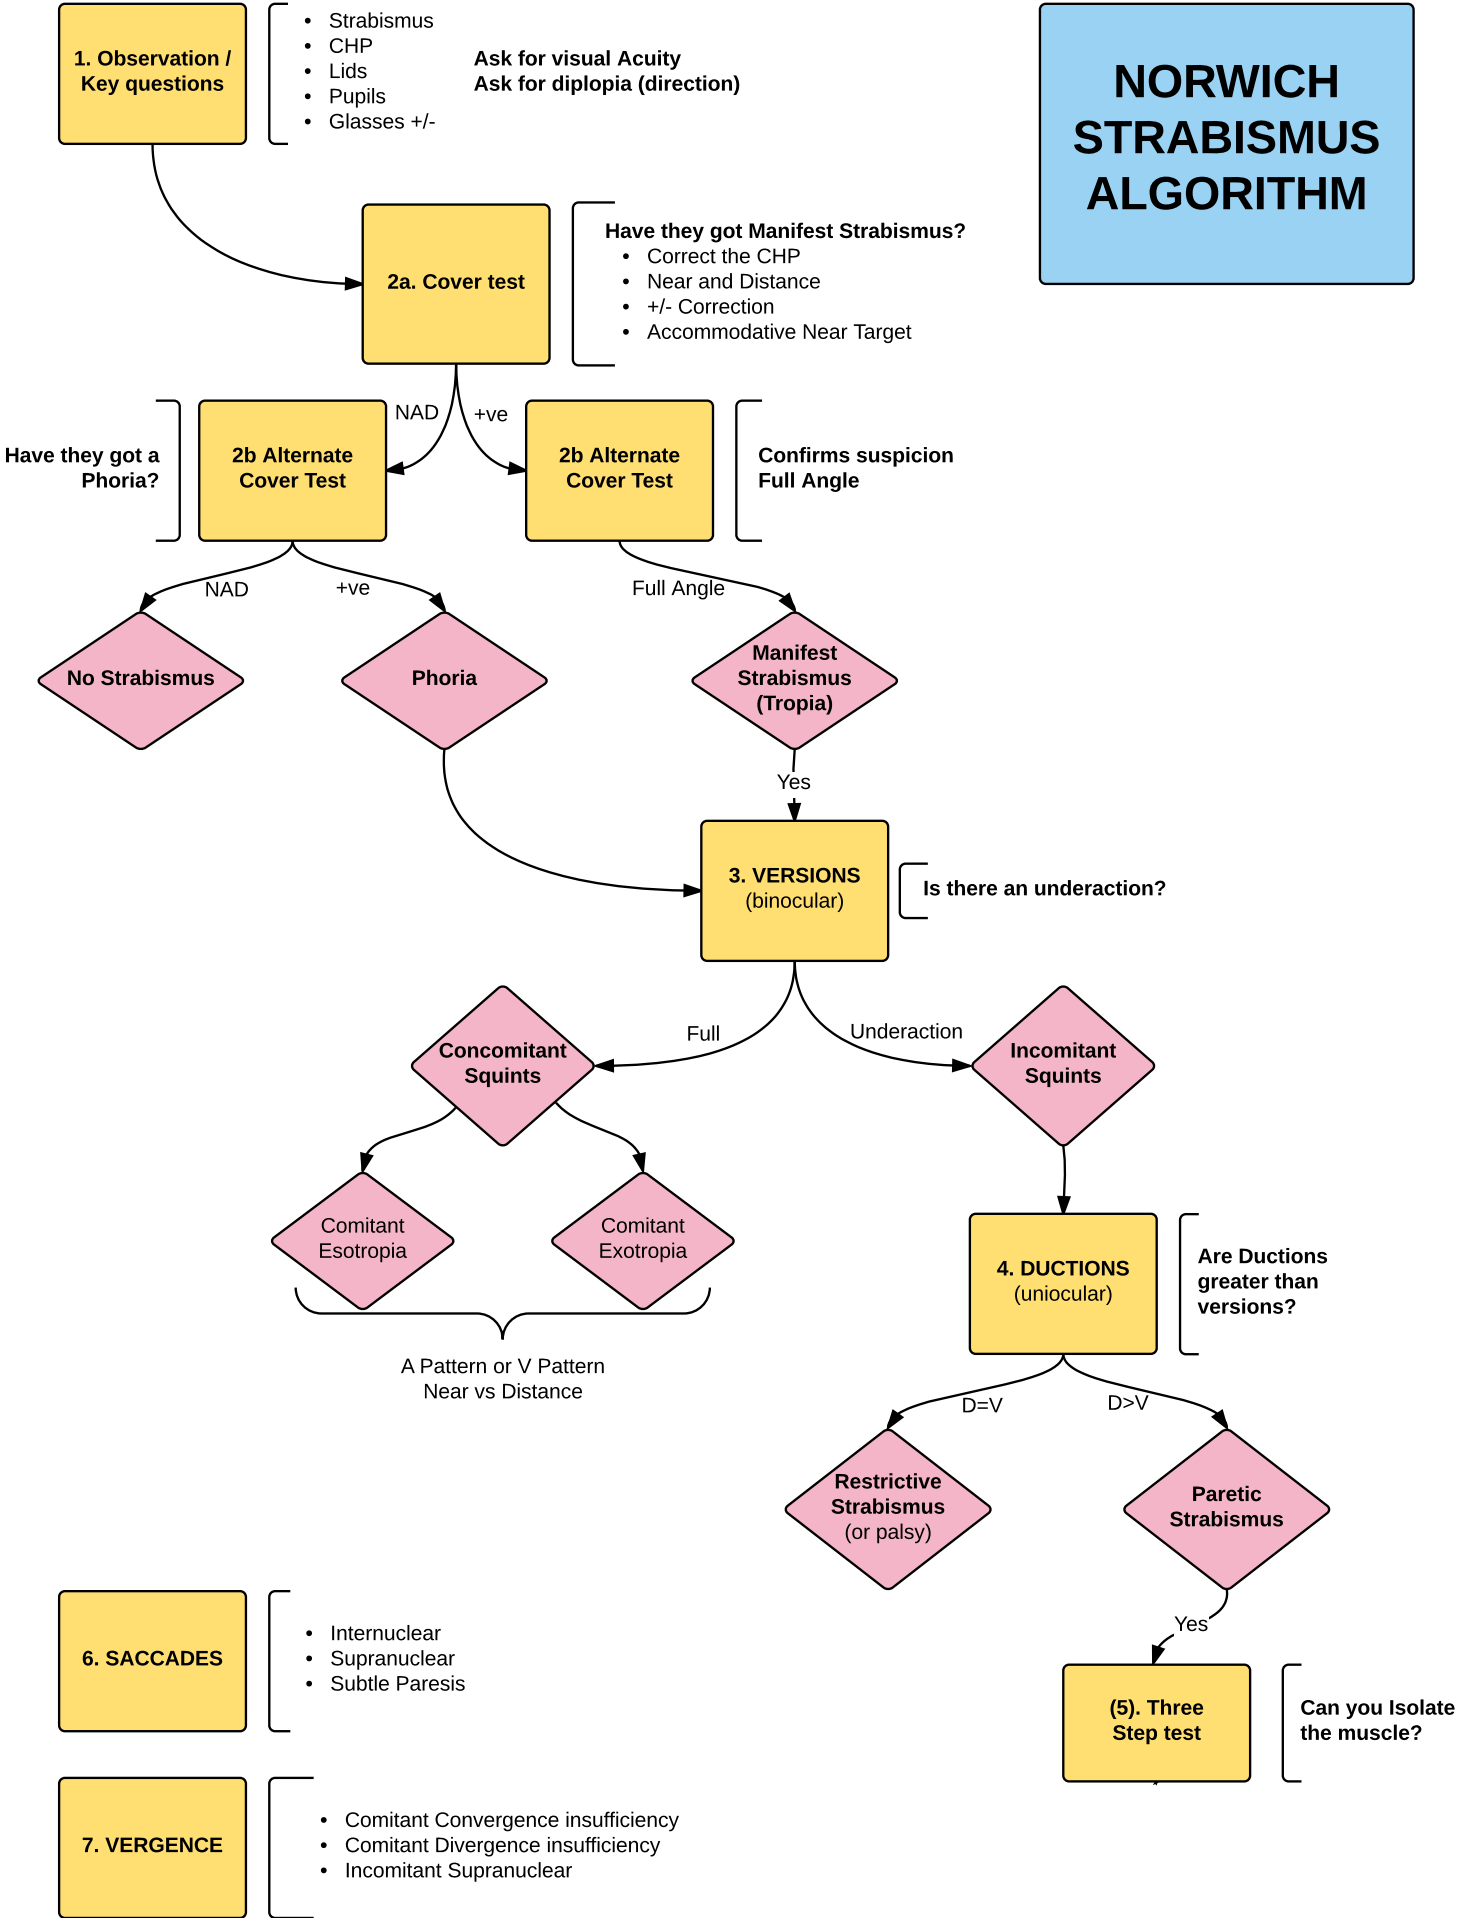 1. Observation /
Key questions
• Strabismus
• CHP
• Lids
• Pupils
• Glasses +/-
Ask for visual Acuity
Ask for diplopia (direction)
NORWICH
STRABISMUS
ALGORITHM
2a. Cover test
Have they got Manifest Strabismus?
• Correct the CHP
• Near and Distance
• +/- Correction
• Accommodative Near Target
NAD
+ve
Have they got a
Phoria?
2b Alternate
Cover Test
2b Alternate
Cover Test
Confirms suspicion
Full Angle
NAD
+ve
Full Angle
No Strabismus
Phoria
Manifest
Strabismus
(Tropia)
Yes
3. VERSIONS
(binocular)
Is there an underaction?
Full
Underaction
Concomitant
Squints
Incomitant
Squints
Comitant
Esotropia
Comitant
Exotropia
A Pattern or V Pattern
Near vs Distance
4. DUCTIONS
(uniocular)
Are Ductions
greater than
versions?
D=V
D>V
Restrictive
Strabismus
(or palsy)
Paretic
Strabismus
Yes
(5). Three
Step test
Can you Isolate
the muscle?
6. SACCADES
• Internuclear
• Supranuclear
• Subtle Paresis
7. VERGENCE
• Comitant Convergence insufficiency
• Comitant Divergence insufficiency
• Incomitant Supranuclear